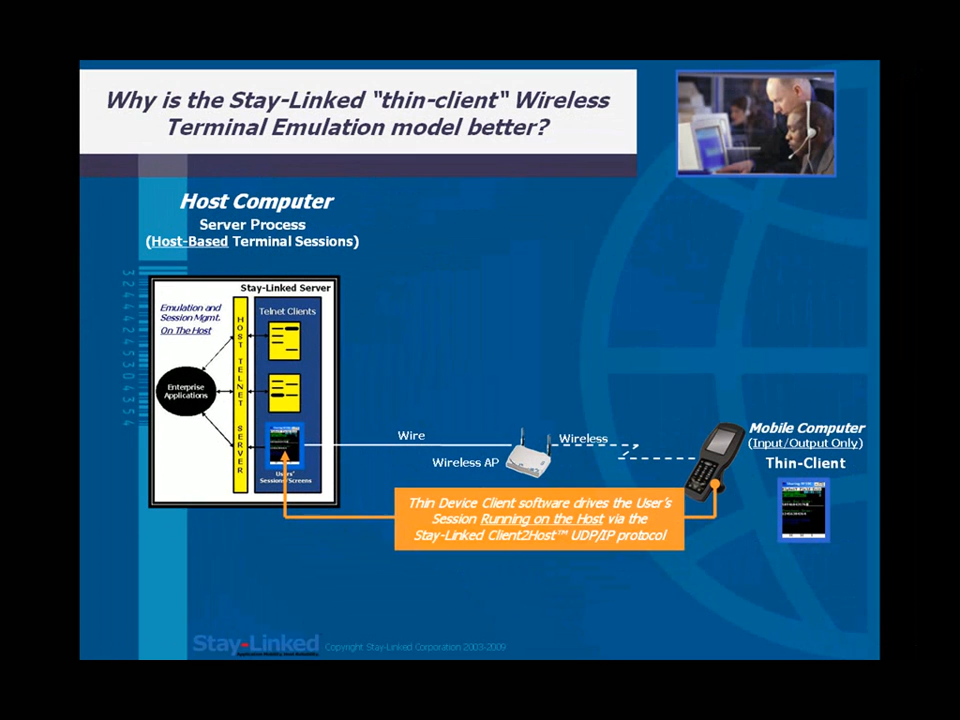 Why is the Stay-Linked "thin-client" Wireless
Terminal Emulation model better?
Host Computer
Server Process
(Host-Based Terminal Sessions)
Stay-Linked Server
Emulation and
Session Mgmt.
On The Host
Telnet Clients
HOST TELNET SERVER
Enterprise
Applications
Users'
Sessions/Screens
32444245304354
Wire
Wireless AP
Wireless
Mobile Computer
(Input/Output Only)
Thin-Client
Thin Device Client software drives the User's
Session Running on the Host via the
Stay-Linked Client2Host™ UDP/IP protocol
Stay-Linked
Copyright Stay-Linked Corporation 2003-2009